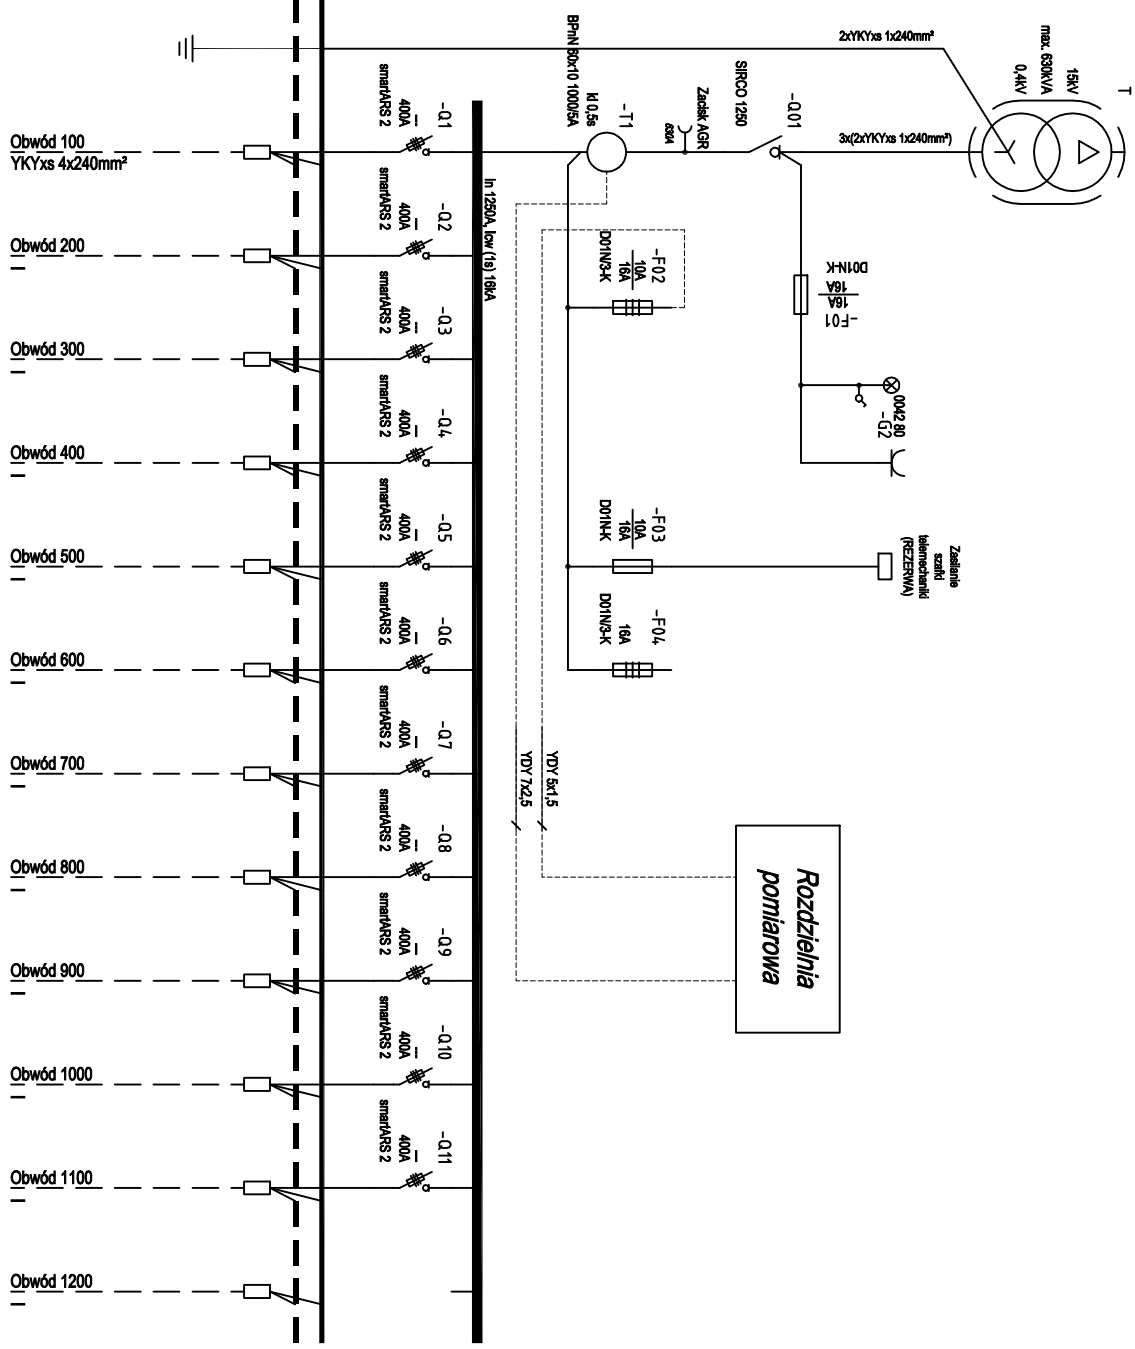 T
15kV
max. 630kVA
0,4kV
2xYKYxs 1x240mm²
3x(2xYKYxs 1x240mm²)
-Q01
SIRCO 1250
Zacisk AGR
630A
-T1
kl 0,5s
BPnN 60x10 1000/5A
In 1250A, Icw (1s) 16kA
-F01
16A
16A
D01N-K
0042 80
-G2
-F02
10A
16A
D01N/3-K
-F03
10A
16A
D01N-K
-F04
16A
D01N/3-K
Zasilanie
szafki
telemechaniki
(REZERWA)
YDY 5x1,5
YDY 7x2,5
Rozdzielnia
pomiarowa
-Q1
---
400A
smartARS 2
-Q2
---
400A
smartARS 2
-Q3
---
400A
smartARS 2
-Q4
---
400A
smartARS 2
-Q5
---
400A
smartARS 2
-Q6
---
400A
smartARS 2
-Q7
---
400A
smartARS 2
-Q8
---
400A
smartARS 2
-Q9
---
400A
smartARS 2
-Q10
---
400A
smartARS 2
-Q11
---
400A
smartARS 2
Obwód 100
YKYxs 4x240mm²
Obwód 200
---
Obwód 300
---
Obwód 400
---
Obwód 500
---
Obwód 600
---
Obwód 700
---
Obwód 800
---
Obwód 900
---
Obwód 1000
---
Obwód 1100
---
Obwód 1200
---